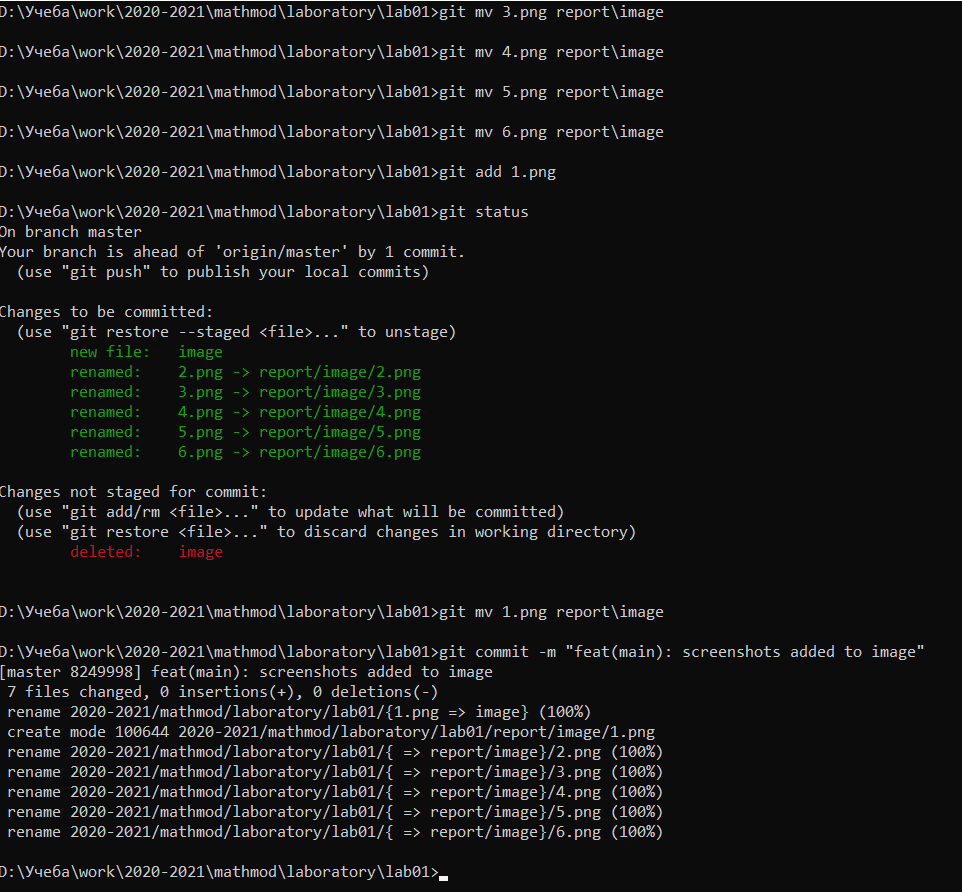 D:\Учеба\work\2020-2021\mathmod\laboratory\lab01>git mv 3.png report\image
D:\Учеба\work\2020-2021\mathmod\laboratory\lab01>git mv 4.png report\image
D:\Учеба\work\2020-2021\mathmod\laboratory\lab01>git mv 5.png report\image
D:\Учеба\work\2020-2021\mathmod\laboratory\lab01>git mv 6.png report\image
D:\Учеба\work\2020-2021\mathmod\laboratory\lab01>git add 1.png
D:\Учеба\work\2020-2021\mathmod\laboratory\lab01>git status
On branch master
Your branch is ahead of 'origin/master' by 1 commit.
  (use "git push" to publish your local commits)
Changes to be committed:
  (use "git restore --staged <file>..." to unstage)
        new file:   image
        renamed:    2.png -> report/image/2.png
        renamed:    3.png -> report/image/3.png
        renamed:    4.png -> report/image/4.png
        renamed:    5.png -> report/image/5.png
        renamed:    6.png -> report/image/6.png
Changes not staged for commit:
  (use "git add/rm <file>..." to update what will be committed)
  (use "git restore <file>..." to discard changes in working directory)
        deleted:    image
D:\Учеба\work\2020-2021\mathmod\laboratory\lab01>git mv 1.png report\image
D:\Учеба\work\2020-2021\mathmod\laboratory\lab01>git commit -m "feat(main): screenshots added to image"
[master 8249998] feat(main): screenshots added to image
 7 files changed, 0 insertions(+), 0 deletions(-)
 rename 2020-2021/mathmod/laboratory/lab01/{1.png => image} (100%)
 create mode 100644 2020-2021/mathmod/laboratory/lab01/report/image/1.png
 rename 2020-2021/mathmod/laboratory/lab01/{ => report/image}/2.png (100%)
 rename 2020-2021/mathmod/laboratory/lab01/{ => report/image}/3.png (100%)
 rename 2020-2021/mathmod/laboratory/lab01/{ => report/image}/4.png (100%)
 rename 2020-2021/mathmod/laboratory/lab01/{ => report/image}/5.png (100%)
 rename 2020-2021/mathmod/laboratory/lab01/{ => report/image}/6.png (100%)
D:\Учеба\work\2020-2021\mathmod\laboratory\lab01>